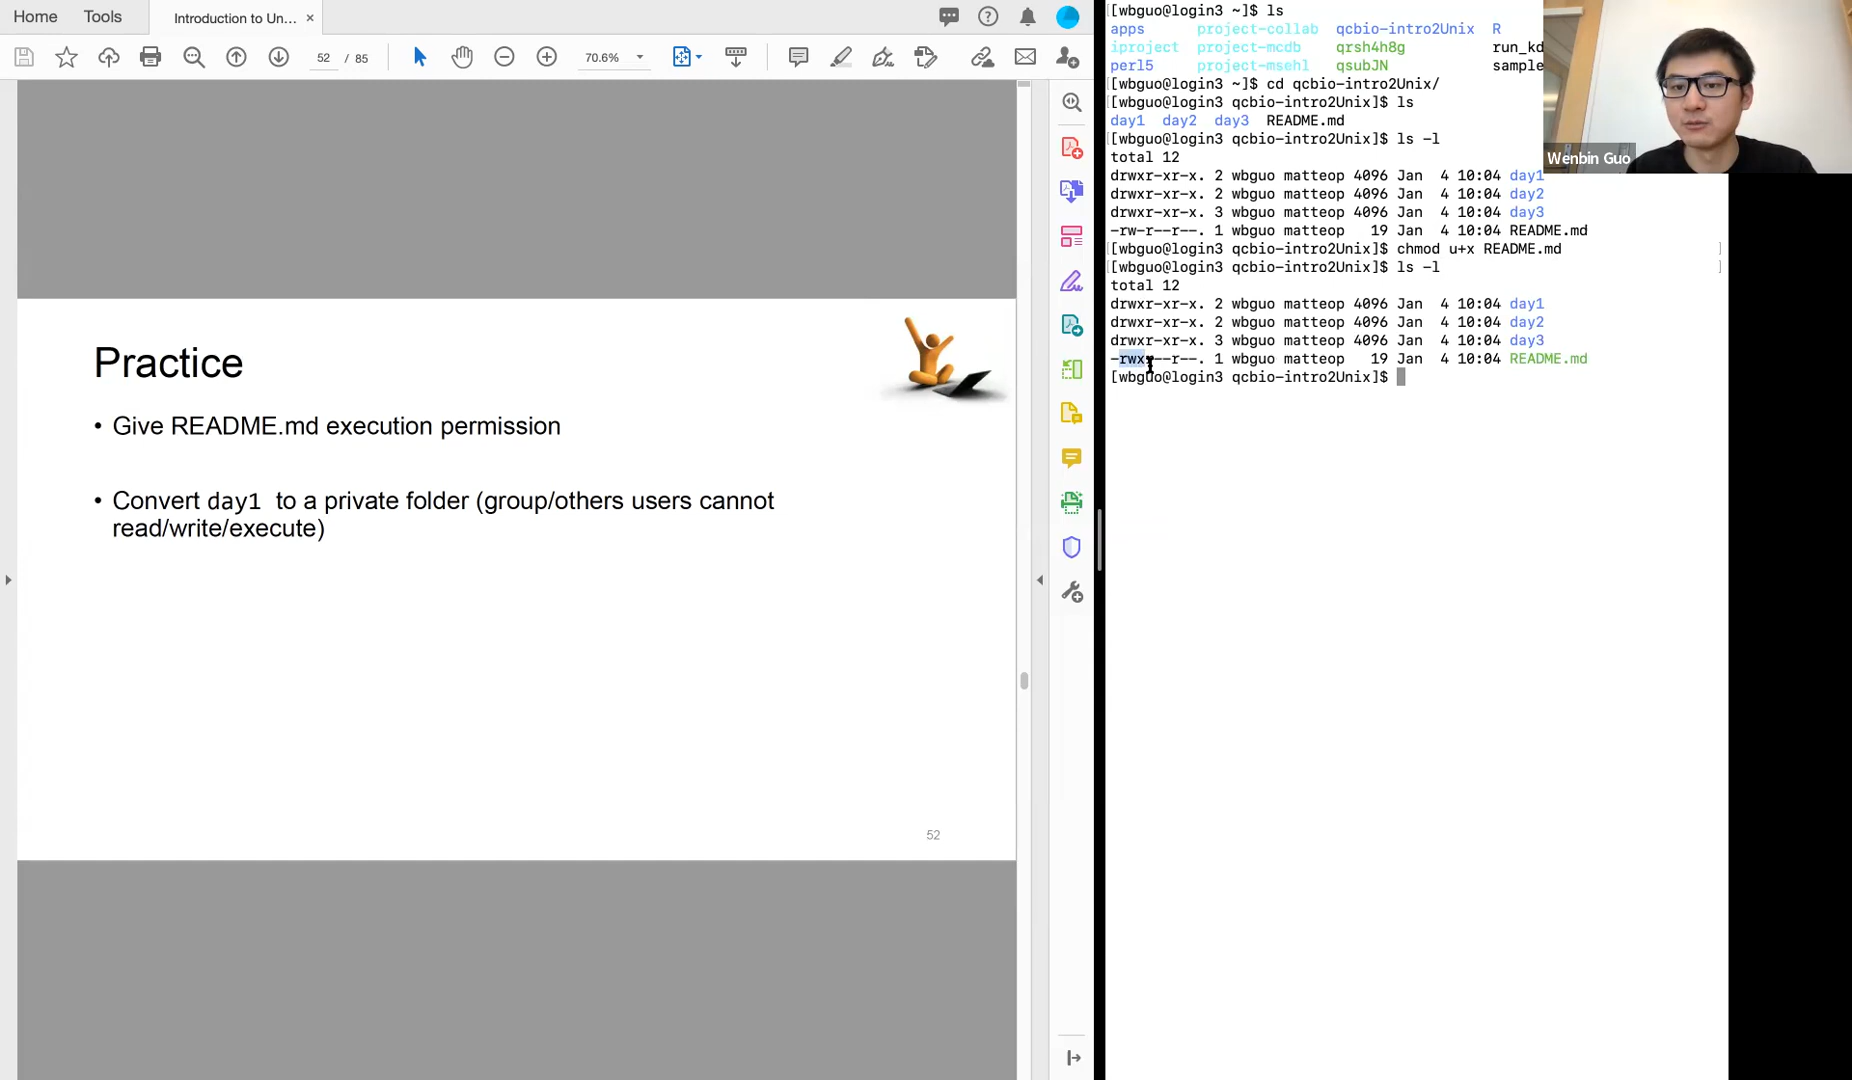 Home Tools Introduction to Un... ×
52 / 85 70.6%
Practice
• Give README.md execution permission
• Convert day1 to a private folder (group/others users cannot
read/write/execute)
52
[wbguo@login3 ~]$ ls
apps project-collab qcbio-intro2Unix R
iproject project-mcdb qrsh4h8g run_kd
perl5 project-msehl qsubJN sample
[wbguo@login3 ~]$ cd qcbio-intro2Unix/
[wbguo@login3 qcbio-intro2Unix]$ ls
day1 day2 day3 README.md
[wbguo@login3 qcbio-intro2Unix]$ ls -l
total 12
drwxr-xr-x. 2 wbguo matteop 4096 Jan 4 10:04 day1
drwxr-xr-x. 2 wbguo matteop 4096 Jan 4 10:04 day2
drwxr-xr-x. 3 wbguo matteop 4096 Jan 4 10:04 day3
-rw-r--r--. 1 wbguo matteop 19 Jan 4 10:04 README.md
[wbguo@login3 qcbio-intro2Unix]$ chmod u+x README.md
[wbguo@login3 qcbio-intro2Unix]$ ls -l
total 12
drwxr-xr-x. 2 wbguo matteop 4096 Jan 4 10:04 day1
drwxr-xr-x. 2 wbguo matteop 4096 Jan 4 10:04 day2
drwxr-xr-x. 3 wbguo matteop 4096 Jan 4 10:04 day3
-rwxr--r--. 1 wbguo matteop 19 Jan 4 10:04 README.md
[wbguo@login3 qcbio-intro2Unix]$
Wenbin Guo